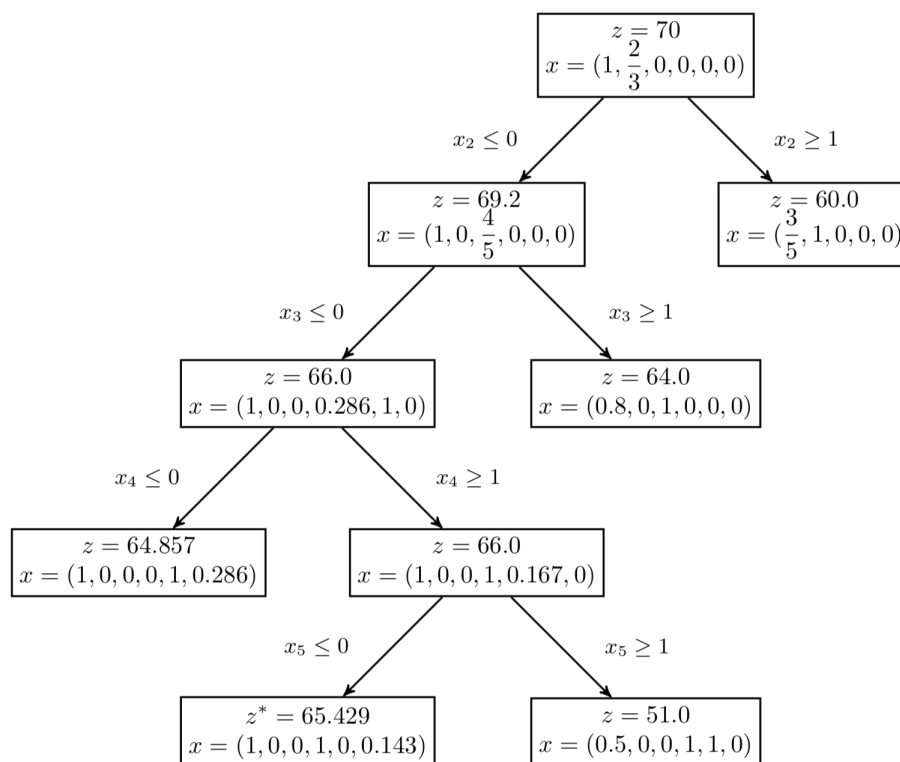 z = 70
x = (1, 2/3, 0, 0, 0, 0)
x₂ ≤ 0
x₂ ≥ 1
z = 69.2
x = (1, 0, 4/5, 0, 0, 0)
z = 60.0
x = (3/5, 1, 0, 0, 0)
x₃ ≤ 0
x₃ ≥ 1
z = 66.0
x = (1, 0, 0, 0.286, 1, 0)
z = 64.0
x = (0.8, 0, 1, 0, 0, 0)
x₄ ≤ 0
x₄ ≥ 1
z = 64.857
x = (1, 0, 0, 0, 1, 0.286)
z = 66.0
x = (1, 0, 0, 1, 0.167, 0)
x₅ ≤ 0
x₅ ≥ 1
z* = 65.429
x = (1, 0, 0, 1, 0, 0.143)
z = 51.0
x = (0.5, 0, 0, 1, 1, 0)